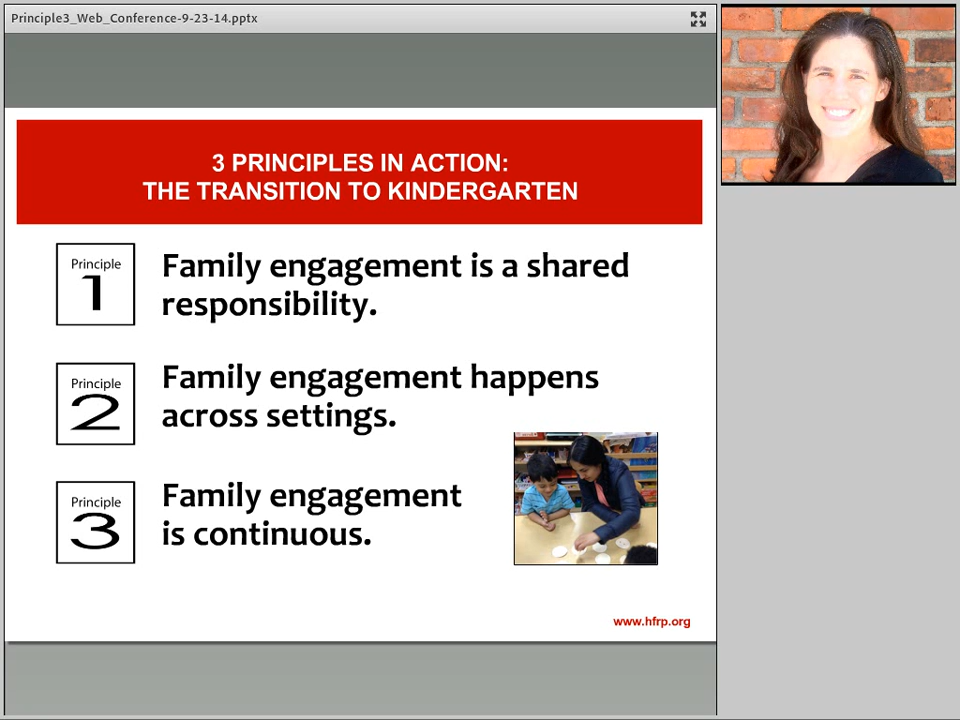 Principle3_Web_Conference-9-23-14.pptx
3 PRINCIPLES IN ACTION:
THE TRANSITION TO KINDERGARTEN
Principle
1
Family engagement is a shared
responsibility.
Principle
2
Family engagement happens
across settings.
Principle
3
Family engagement
is continuous.
www.hfrp.org